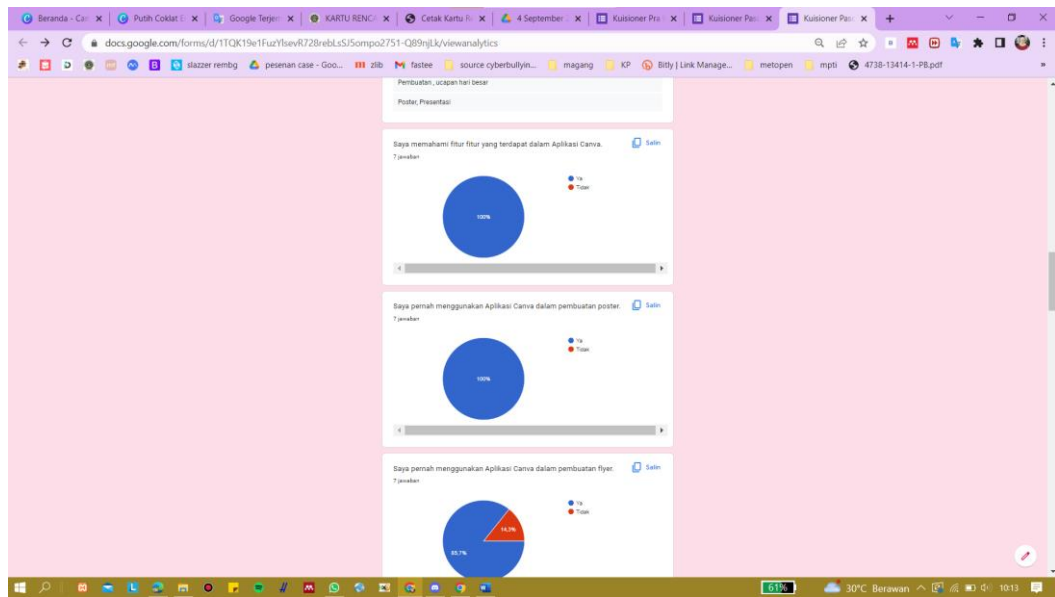 Beranda - Can
Putih Coklat E
Google Terjem
KARTU RENC
Cetak Kartu R
4 September
Kuisioner Pra
Kuisioner Pas
Kuisioner Pas
docs.google.com/forms/d/1TQK19e1FuzYlsevR728rebLsSJ5ompo2751-Q89njLk/viewanalytics
slazzer rembg
pesenan case - Goo...
zlib
fastee
source cyberbullyin...
magang
KP
Bitly | Link Manage...
metopen
mpti
4738-13414-1-PB.pdf
Pembuatan , ucapan hari besar
Poster, Presentasi
Saya memahami fitur fitur yang terdapat dalam Aplikasi Canva.
Salin
7 jawaban
Ya
Tidak
100%
Saya pernah menggunakan Aplikasi Canva dalam pembuatan poster.
Salin
7 jawaban
Ya
Tidak
100%
Saya pernah menggunakan Aplikasi Canva dalam pembuatan flyer.
Salin
7 jawaban
Ya
Tidak
14,3%
85,7%
61%
30°C Berawan
10:13